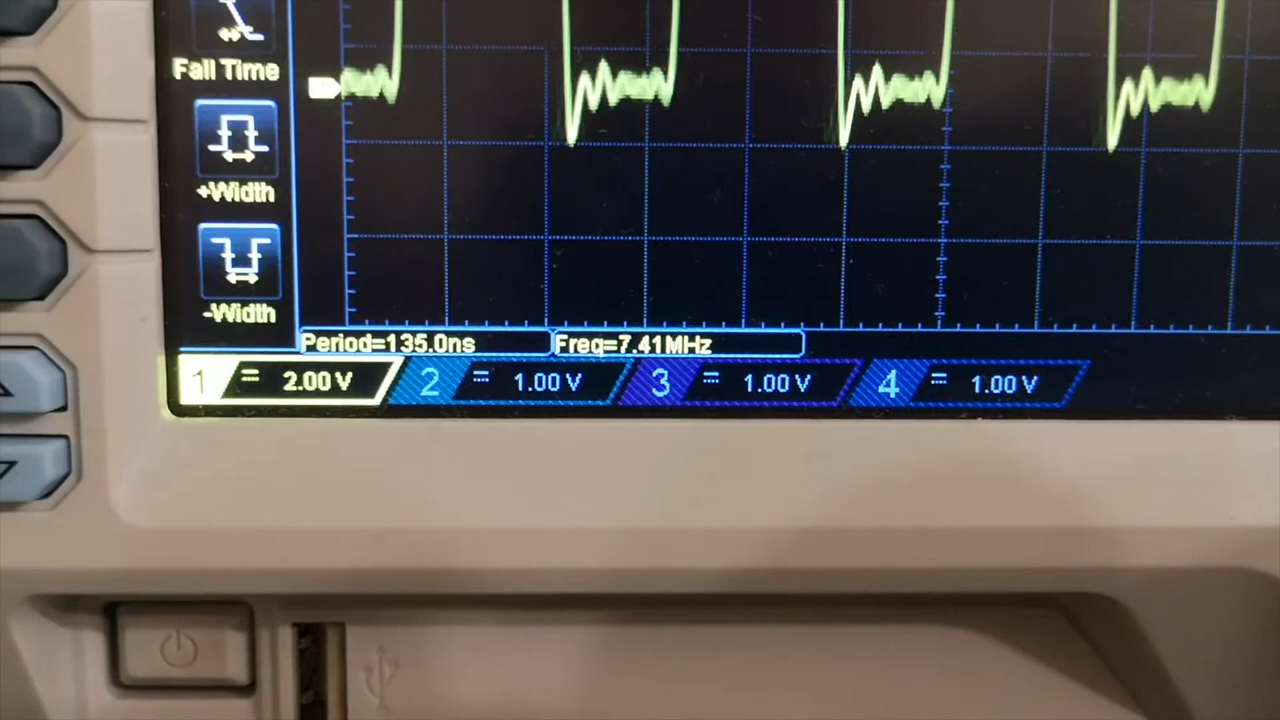 Fall Time
+Width
-Width
Period=135.0ns Freq=7.41MHz
1 2.00 V 2 1.00 V 3 1.00 V 4 1.00 V